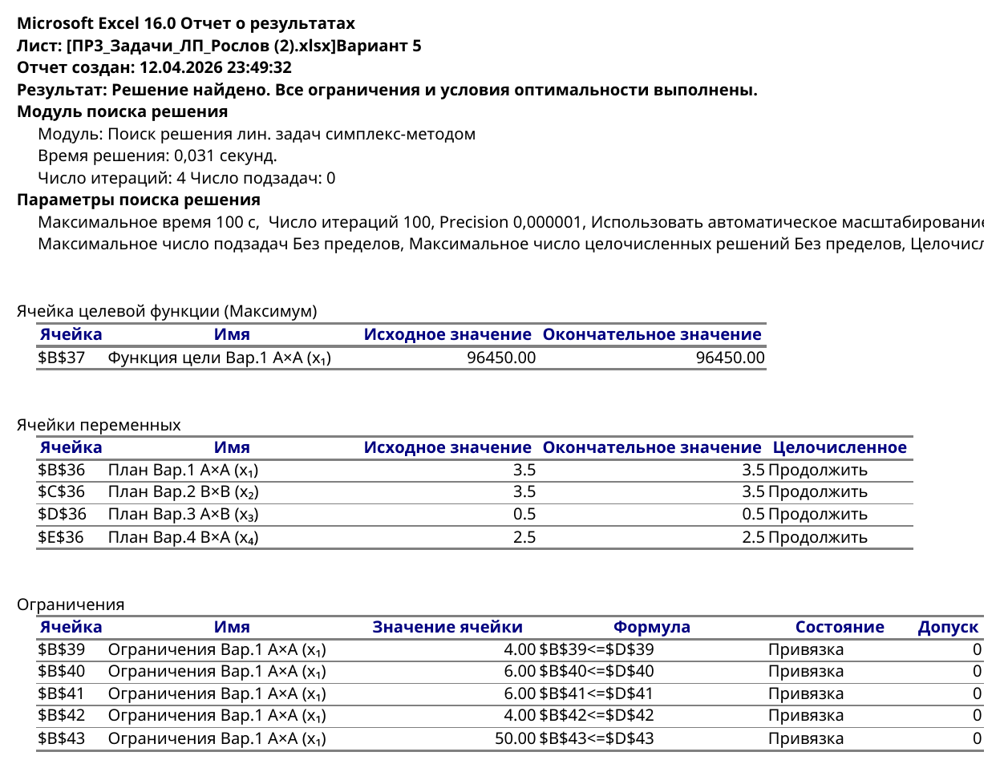 Microsoft Excel 16.0 Отчет о результатах
Лист: [ПР3_Задачи_ЛП_Рослов (2).xlsx]Вариант 5
Отчет создан: 12.04.2026 23:49:32
Результат: Решение найдено. Все ограничения и условия оптимальности выполнены.
Модуль поиска решения
Модуль: Поиск решения лин. задач симплекс-методом
Время решения: 0,031 секунд.
Число итераций: 4 Число подзадач: 0
Параметры поиска решения
Максимальное время 100 с,  Число итераций 100, Precision 0,000001, Использовать автоматическое масштабирование
Максимальное число подзадач Без пределов, Максимальное число целочисленных решений Без пределов, Целочисл
Ячейка целевой функции (Максимум)
Ячейка Имя Исходное значение Окончательное значение
$B$37 Функция цели Вар.1 A×A (x₁) 96450.00 96450.00
Ячейки переменных
Ячейка Имя Исходное значение Окончательное значение Целочисленное
$B$36 План Вар.1 A×A (x₁) 3.5 3.5 Продолжить
$C$36 План Вар.2 B×B (x₂) 3.5 3.5 Продолжить
$D$36 План Вар.3 A×B (x₃) 0.5 0.5 Продолжить
$E$36 План Вар.4 B×A (x₄) 2.5 2.5 Продолжить
Ограничения
Ячейка Имя Значение ячейки Формула Состояние Допуск
$B$39 Ограничения Вар.1 A×A (x₁) 4.00 $B$39<=$D$39 Привязка 0
$B$40 Ограничения Вар.1 A×A (x₁) 6.00 $B$40<=$D$40 Привязка 0
$B$41 Ограничения Вар.1 A×A (x₁) 6.00 $B$41<=$D$41 Привязка 0
$B$42 Ограничения Вар.1 A×A (x₁) 4.00 $B$42<=$D$42 Привязка 0
$B$43 Ограничения Вар.1 A×A (x₁) 50.00 $B$43<=$D$43 Привязка 0